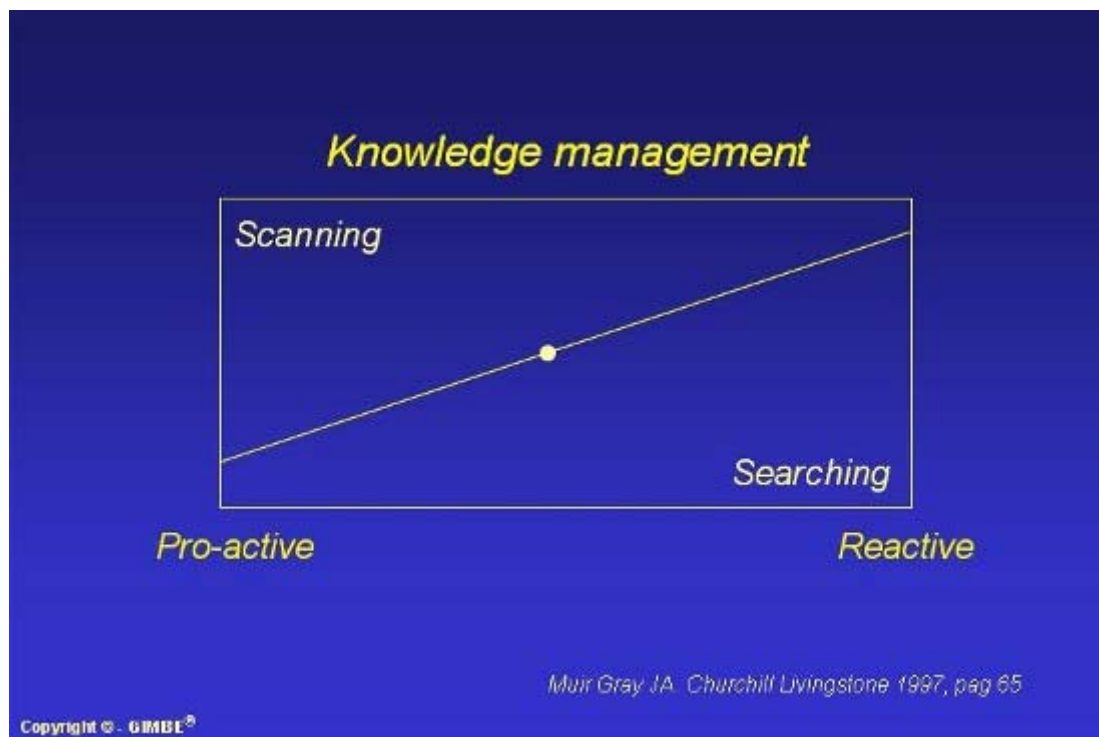 Knowledge management
Scanning
Searching
Pro-active Reactive
Muir Gray JA. Churchill Livingstone 1997, pag 65
Copyright © - GIMBE®